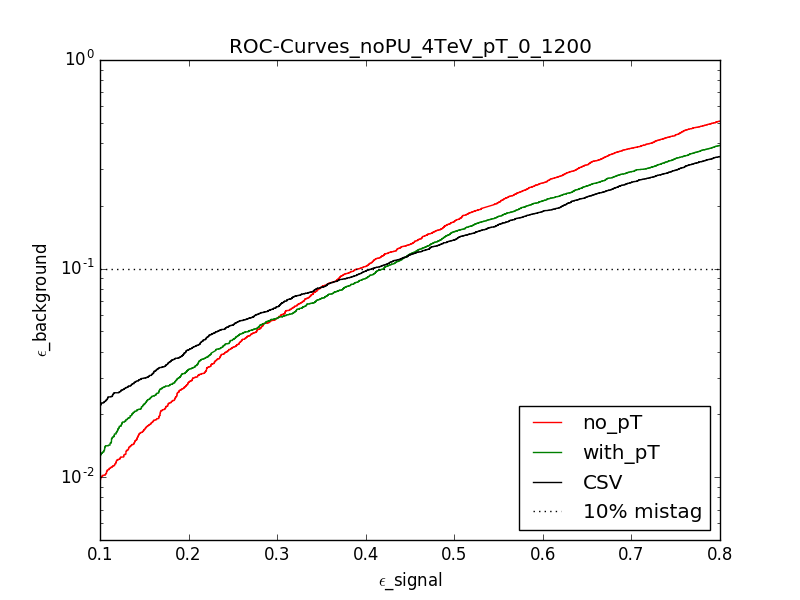 ROC-Curves_noPU_4TeV_pT_0_1200
10^0
10^-1
10^-2
ϵ_background
0.1 0.2 0.3 0.4 0.5 0.6 0.7 0.8
ϵ_signal
no_pT
with_pT
CSV
10% mistag